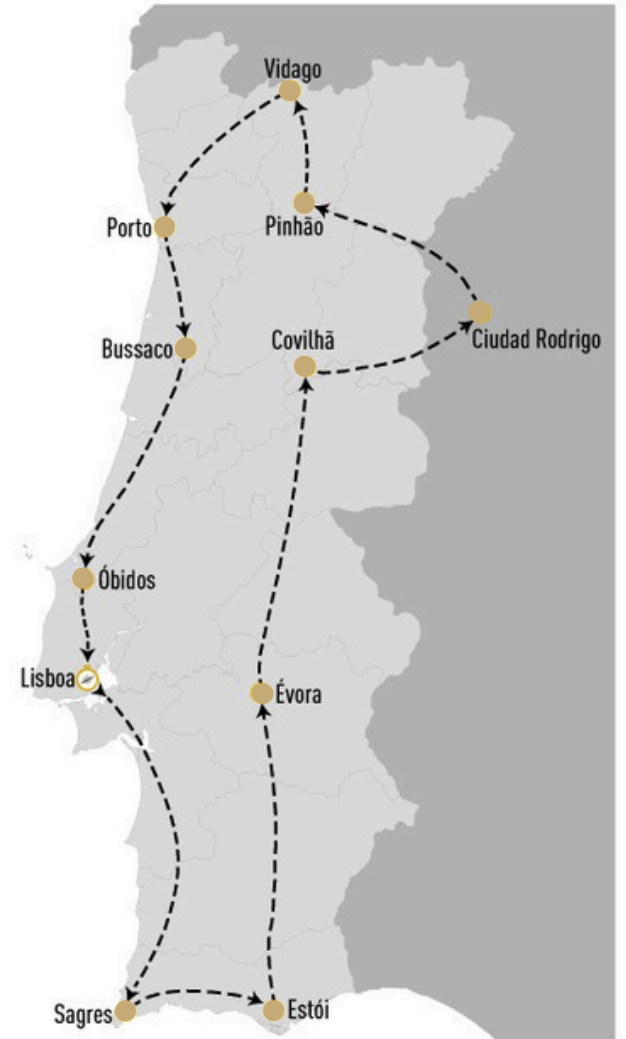 Vidago
Porto
Pinhão
Bussaco
Covilhã
Ciudad Rodrigo
Óbidos
Lisboa
Évora
Sagres
Estói